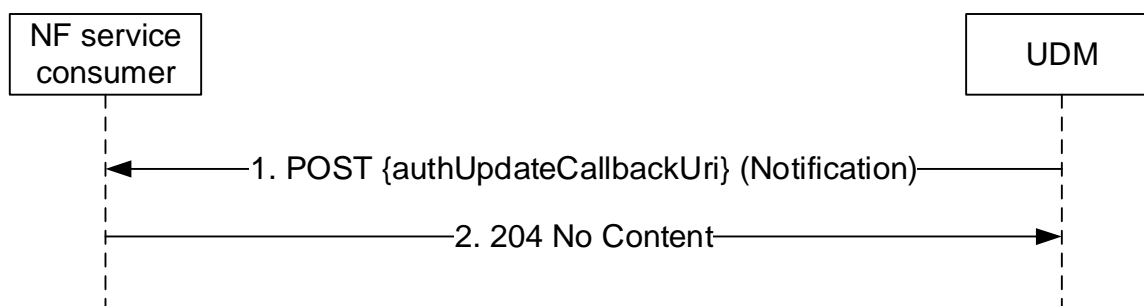 NF service
consumer
UDM
1. POST {authUpdateCallbackUri} (Notification)
2. 204 No Content